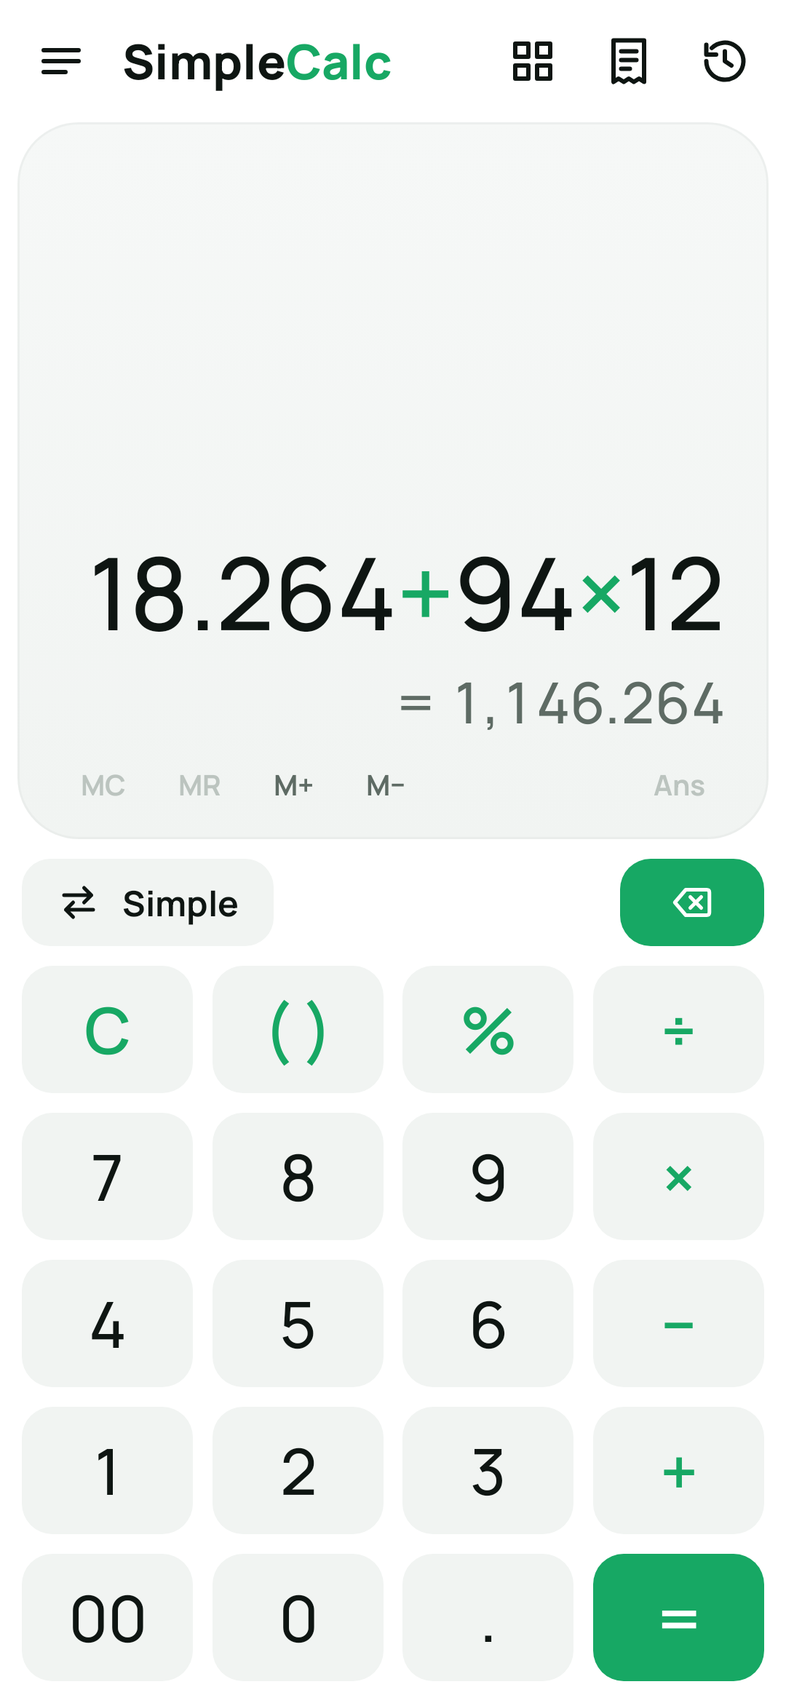 SimpleCalc
18.264+94×12
= 1,146.264
MC MR M+ M− Ans
Simple
C ( ) % ÷
7 8 9 ×
4 5 6 −
1 2 3 +
00 0 . =